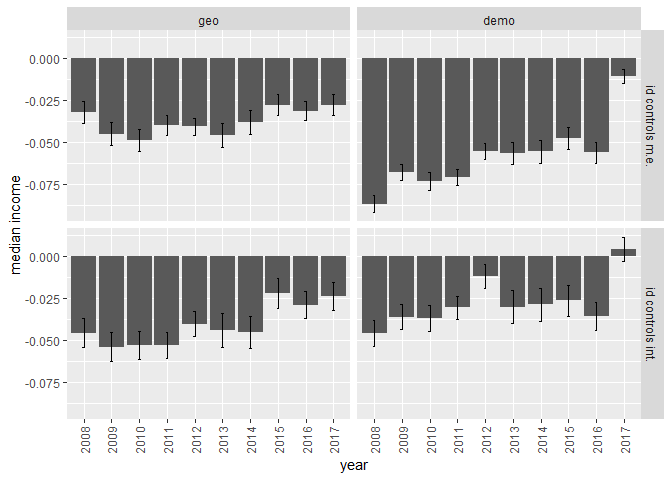 geo demo
0.000
-0.025
-0.050
-0.075
id controls m.e.
median income
0.000
-0.025
-0.050
-0.075
id controls int.
2008 2009 2010 2011 2012 2013 2014 2015 2016 2017 2008 2009 2010 2011 2012 2013 2014 2015 2016 2017
year